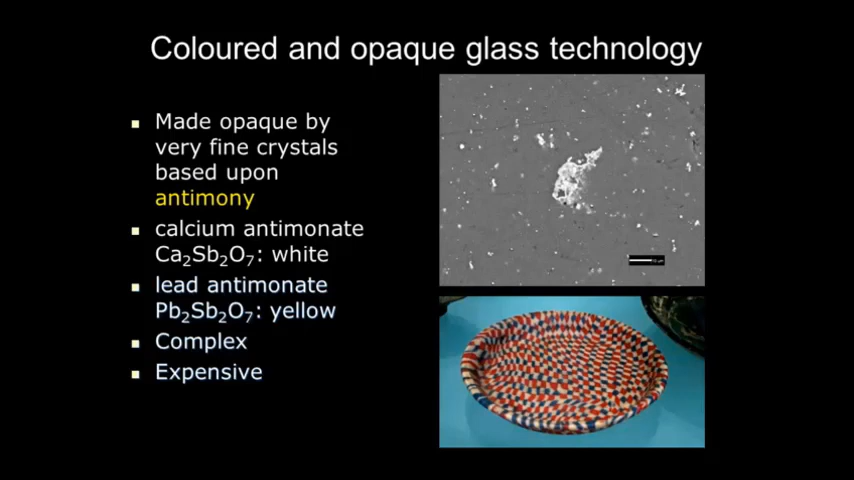 Coloured and opaque glass technology
Made opaque by
very fine crystals
based upon
antimony
calcium antimonate
Ca₂Sb₂O₇: white
lead antimonate
Pb₂Sb₂O₇: yellow
Complex
Expensive